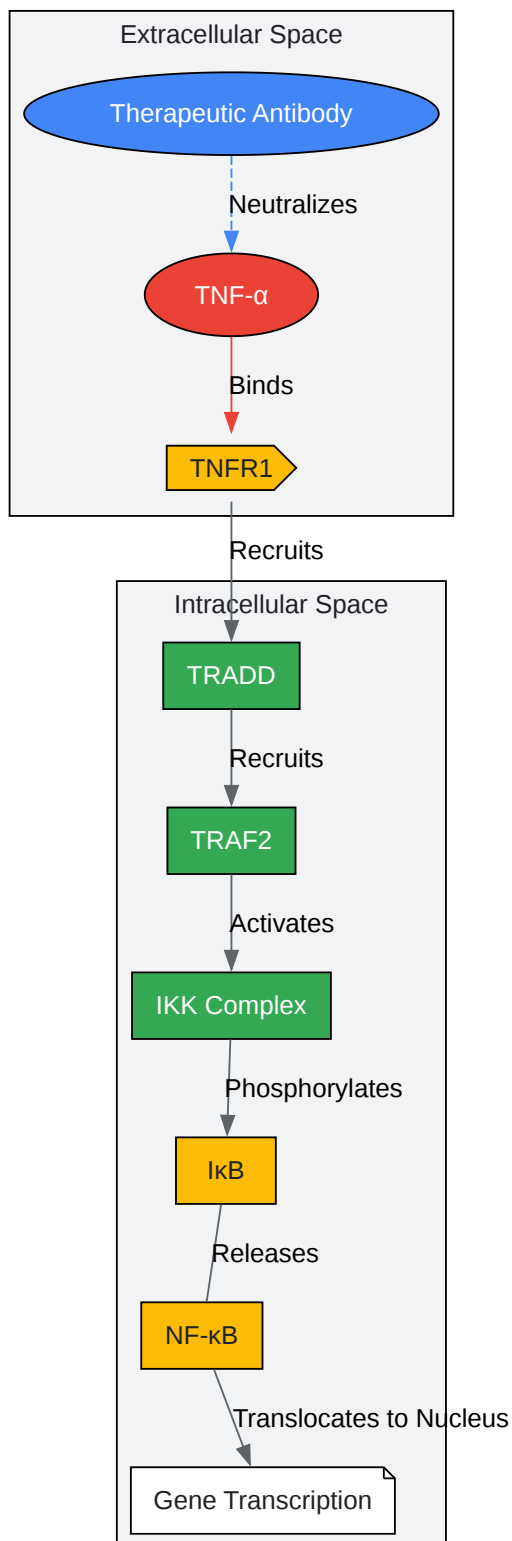 Extracellular Space
Therapeutic Antibody
Neutralizes
TNF-α
Binds
TNFR1
Recruits
Intracellular Space
TRADD
Recruits
TRAF2
Activates
IKK Complex
Phosphorylates
IκB
Releases
NF-κB
Translocates to Nucleus
Gene Transcription